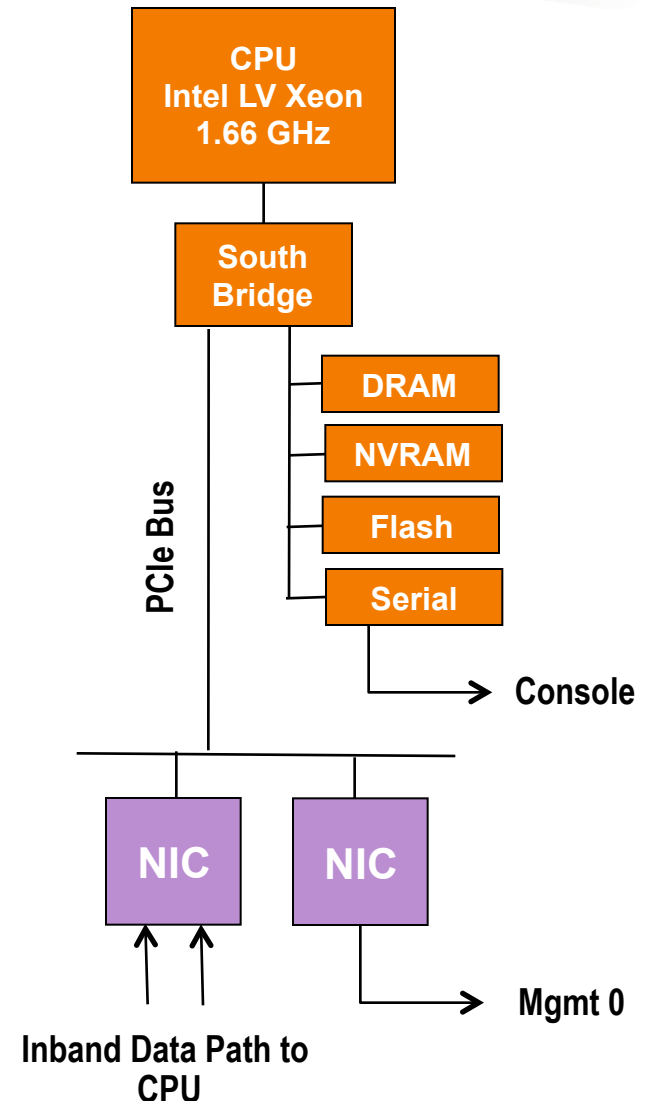 CPU
Intel LV Xeon
1.66 GHz
South
Bridge
DRAM
NVRAM
Flash
Serial
PCIe Bus
Console
NIC
NIC
Mgmt 0
Inband Data Path to
CPU